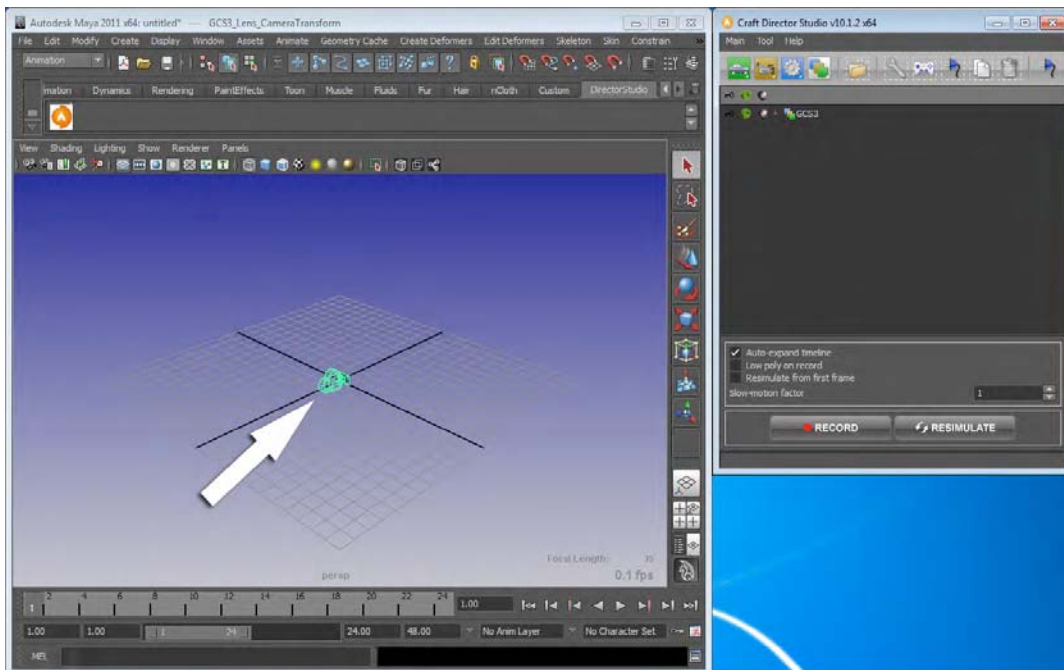 Autodesk Maya 2011 x64: untitled* --- GCS3_Lens_CameraTransform
File Edit Modify Create Display Window Assets Animate Geometry Cache Create Deformers Edit Deformers Skeleton Skin Constrain »
Animation
mation Dynamics Rendering PaintEffects Toon Muscle Fluids Fur Hair nCloth Custom DirectorStudio
View Shading Lighting Show Renderer Panels
Focal Length: 35
persp 0.1 fps
1 2 4 6 8 10 12 14 16 18 20 22 24 1.00
1.00 1.00 1 24 24.00 48.00 No Anim Layer No Character Set
MEL
Craft Director Studio v10.1.2 x64
Main Tool Help
GCS3
Auto-expand timeline
Low poly on record
Resimulate from first frame
Slow-motion factor 1
RECORD RESIMULATE